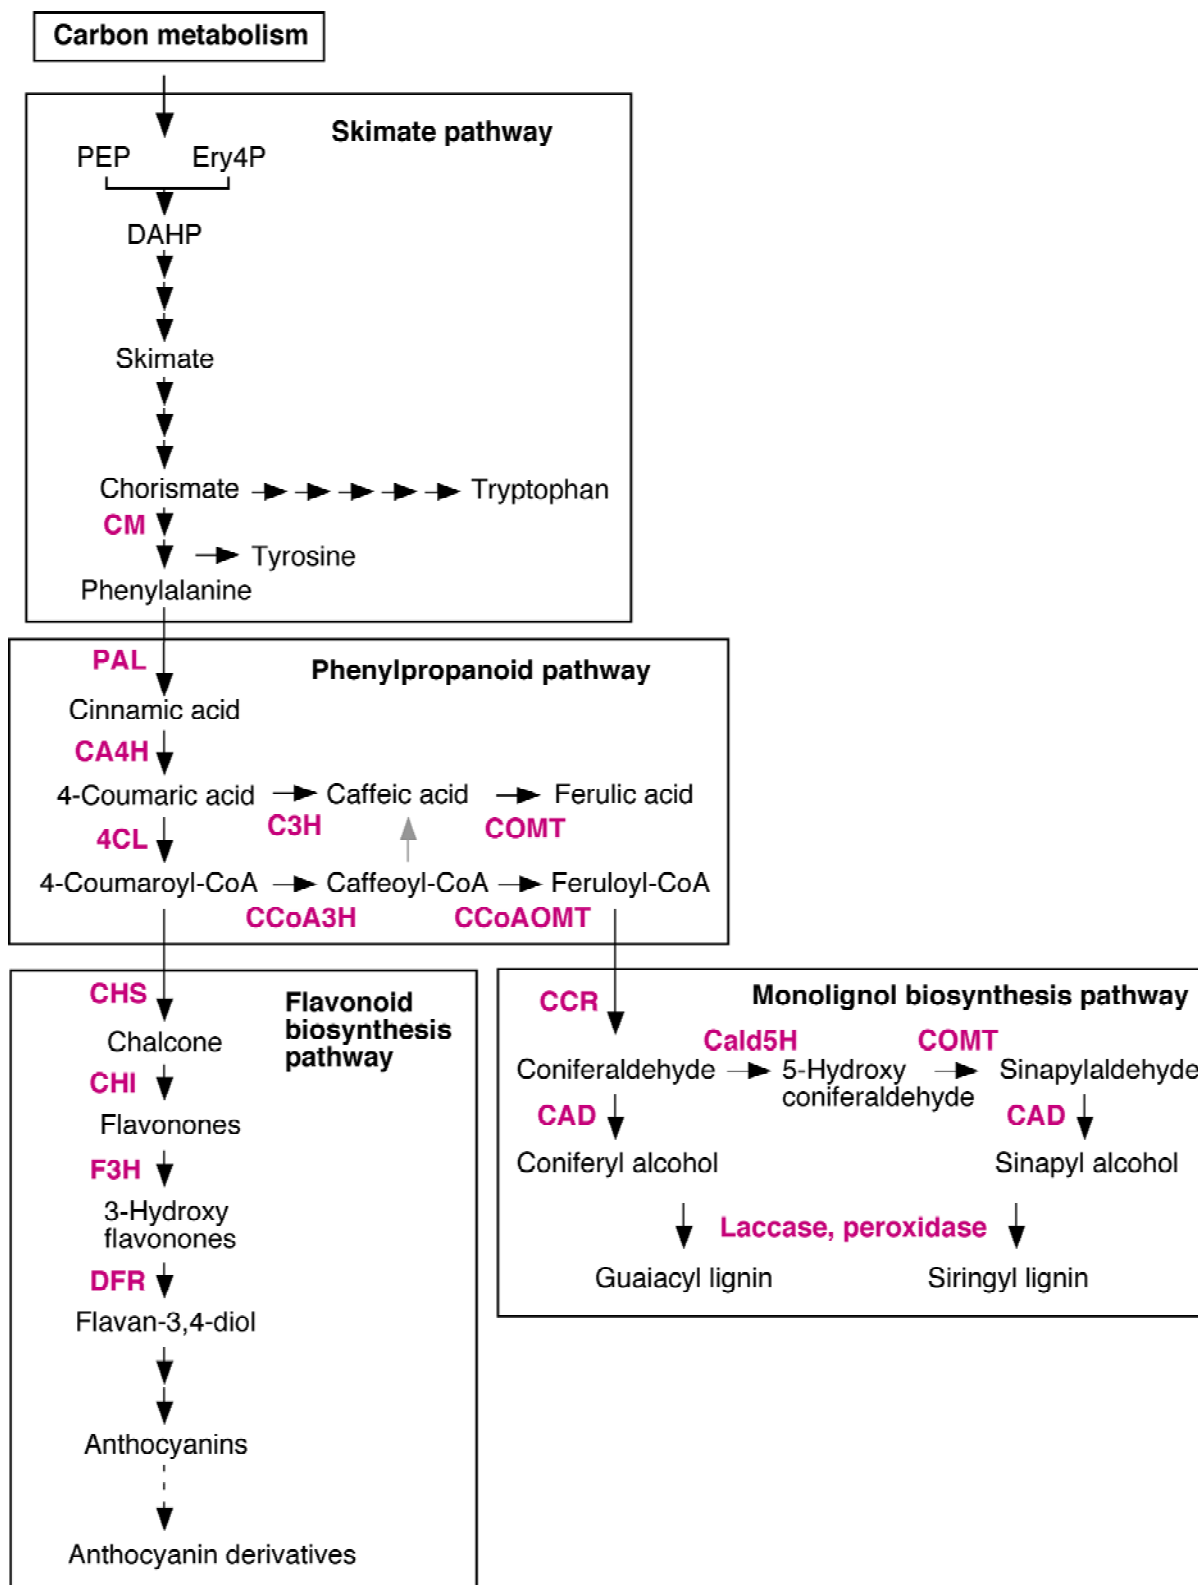 Carbon metabolism
Skimate pathway
PEP Ery4P
DAHP
Skimate
Chorismate Tryptophan
CM
Tyrosine
Phenylalanine
PAL
Phenylpropanoid pathway
Cinnamic acid
CA4H
4-Coumaric acid Caffeic acid Ferulic acid
C3H COMT
4CL
4-Coumaroyl-CoA Caffeoyl-CoA Feruloyl-CoA
CCoA3H CCoAOMT
CHS
Flavonoid
biosynthesis
pathway
Chalcone
CHI
Flavonones
F3H
3-Hydroxy
flavonones
DFR
Flavan-3,4-diol
Anthocyanins
Anthocyanin derivatives
CCR
Monolignol biosynthesis pathway
Cald5H COMT
Coniferaldehyde 5-Hydroxy Sinapylaldehyde
coniferaldehyde
CAD CAD
Coniferyl alcohol Sinapyl alcohol
Laccase, peroxidase
Guaiacyl lignin Siringyl lignin